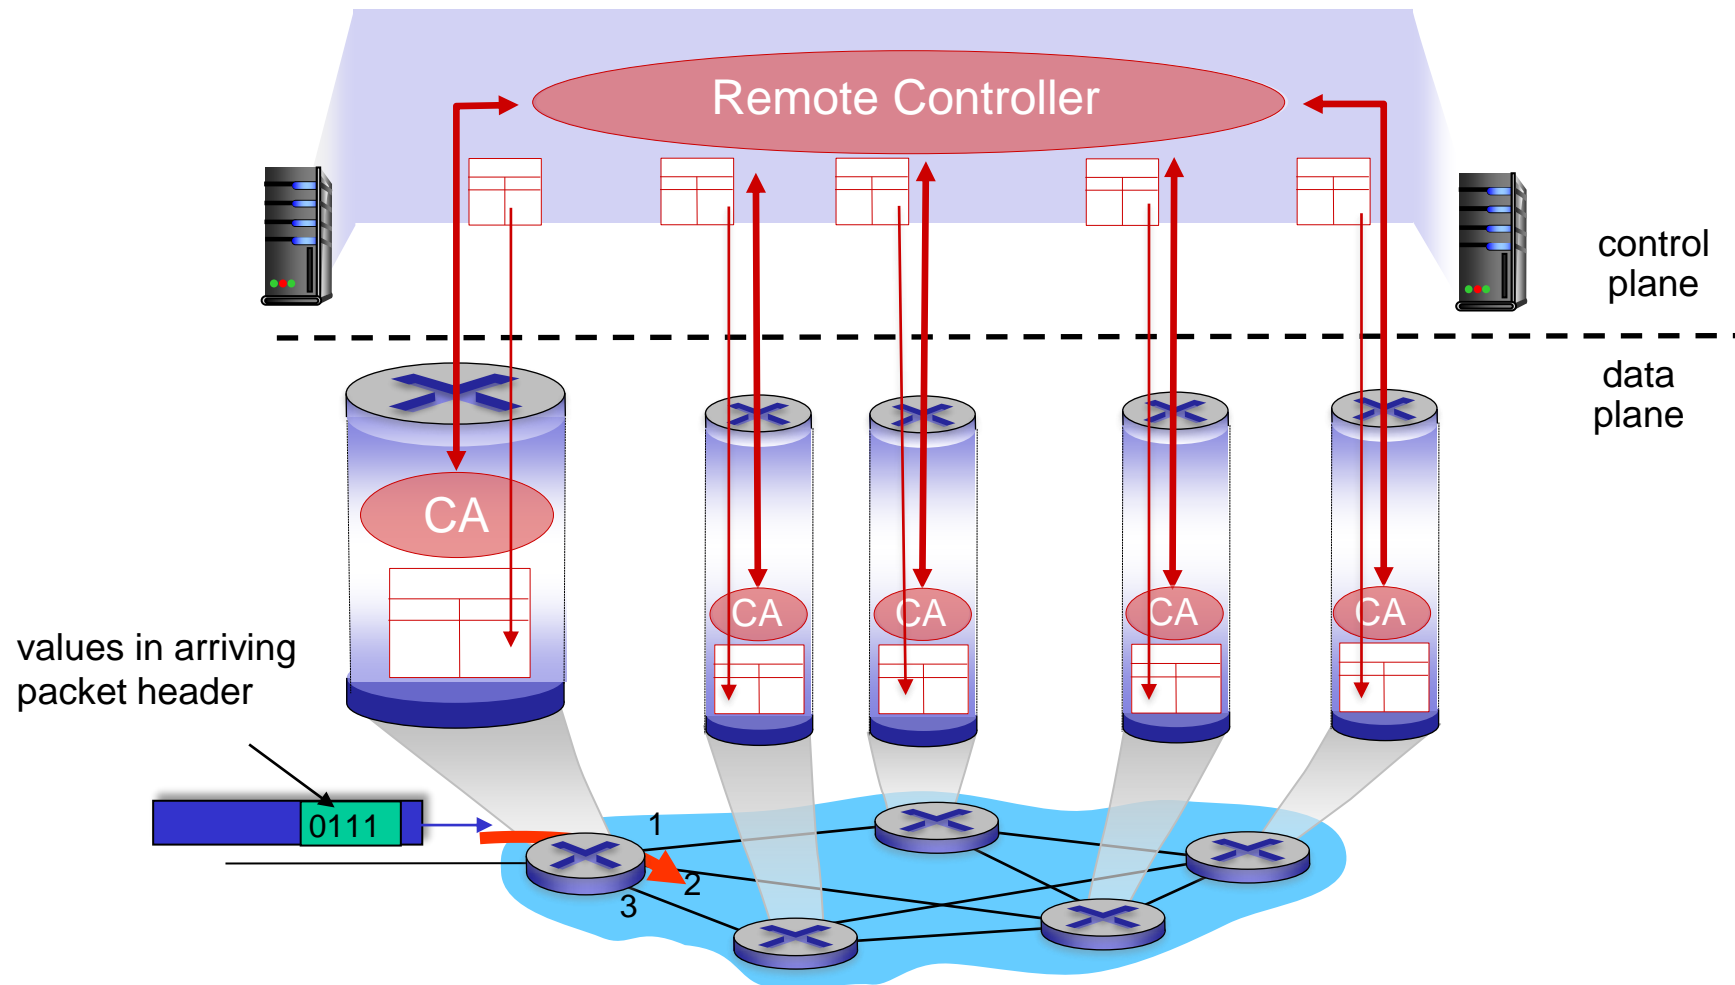 Remote Controller
control
plane
data
plane
CA
CA
CA
CA
CA
values in arriving
packet header
0111
1
2
3